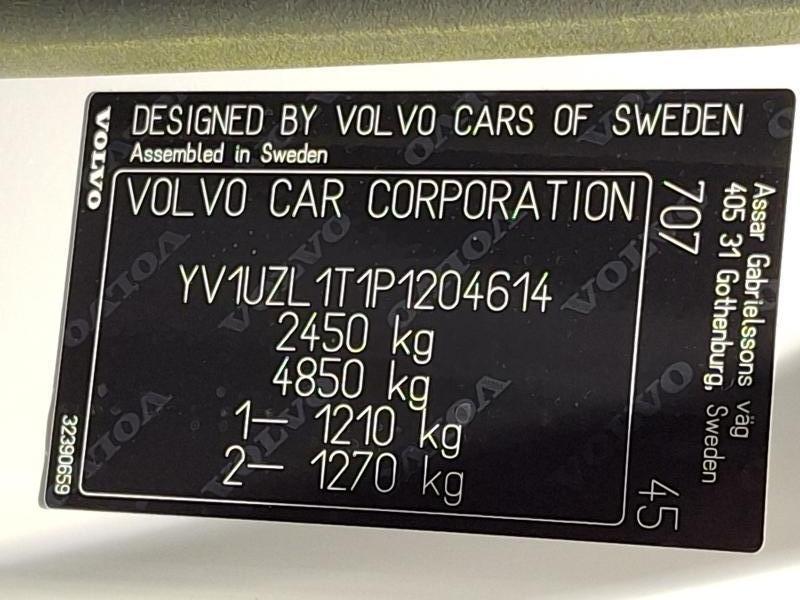 VOLVO
DESIGNED BY VOLVO CARS OF SWEDEN
Assembled in Sweden
VOLVO CAR CORPORATION
YV1UZL1T1P1204614
2450 kg
4850 kg
1– 1210 kg
2– 1270 kg
707
45
Assar Gabrielssons väg
405 31 Gothenburg, Sweden
32390659